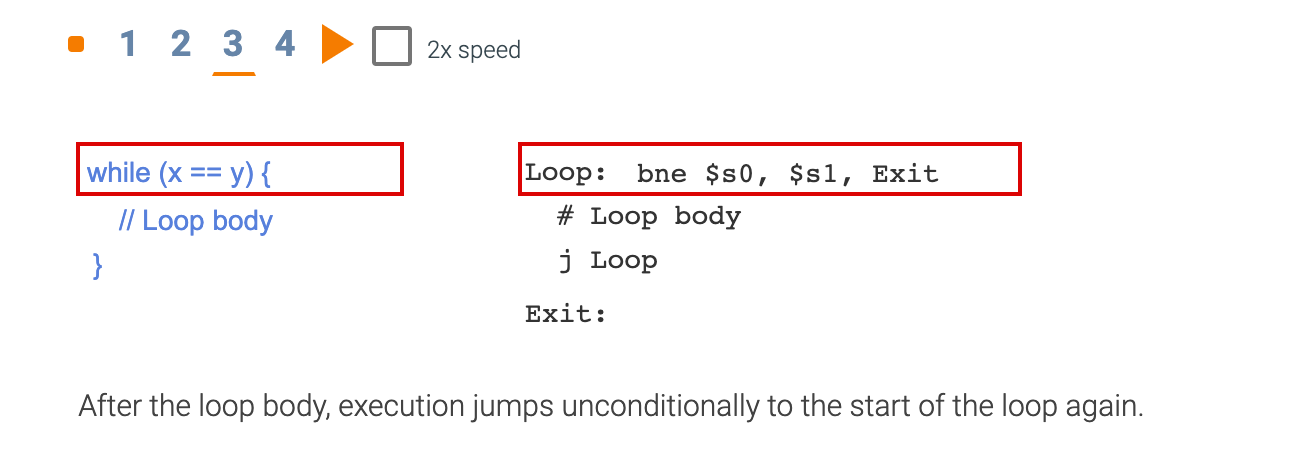 1 2 3 4 2x speed
while (x == y) {
// Loop body
}
Loop: bne $s0, $s1, Exit
# Loop body
j Loop
Exit:
After the loop body, execution jumps unconditionally to the start of the loop again.